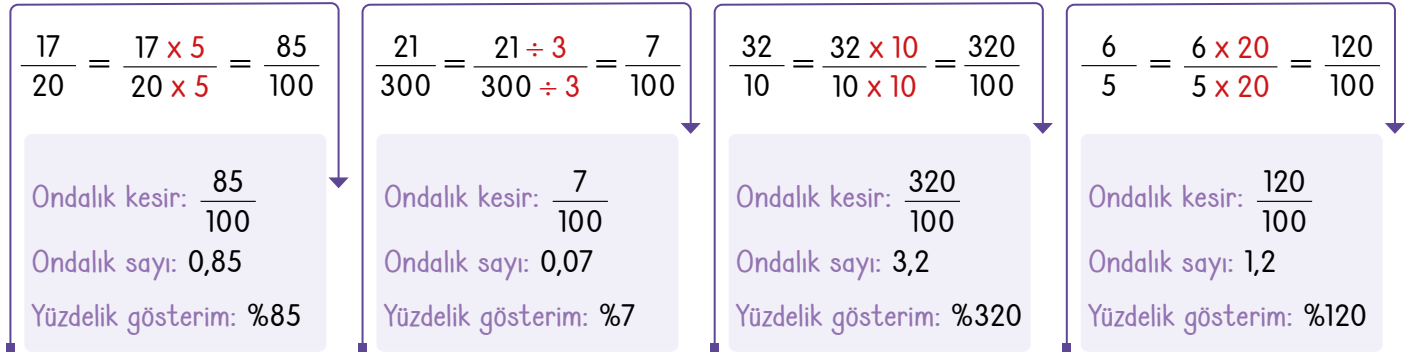 17/20 = 17 x 5/20 x 5 = 85/100
Ondalık kesir: 85/100
Ondalık sayı: 0,85
Yüzdelik gösterim: %85
21/300 = 21 ÷ 3/300 ÷ 3 = 7/100
Ondalık kesir: 7/100
Ondalık sayı: 0,07
Yüzdelik gösterim: %7
32/10 = 32 x 10/10 x 10 = 320/100
Ondalık kesir: 320/100
Ondalık sayı: 3,2
Yüzdelik gösterim: %320
6/5 = 6 x 20/5 x 20 = 120/100
Ondalık kesir: 120/100
Ondalık sayı: 1,2
Yüzdelik gösterim: %120